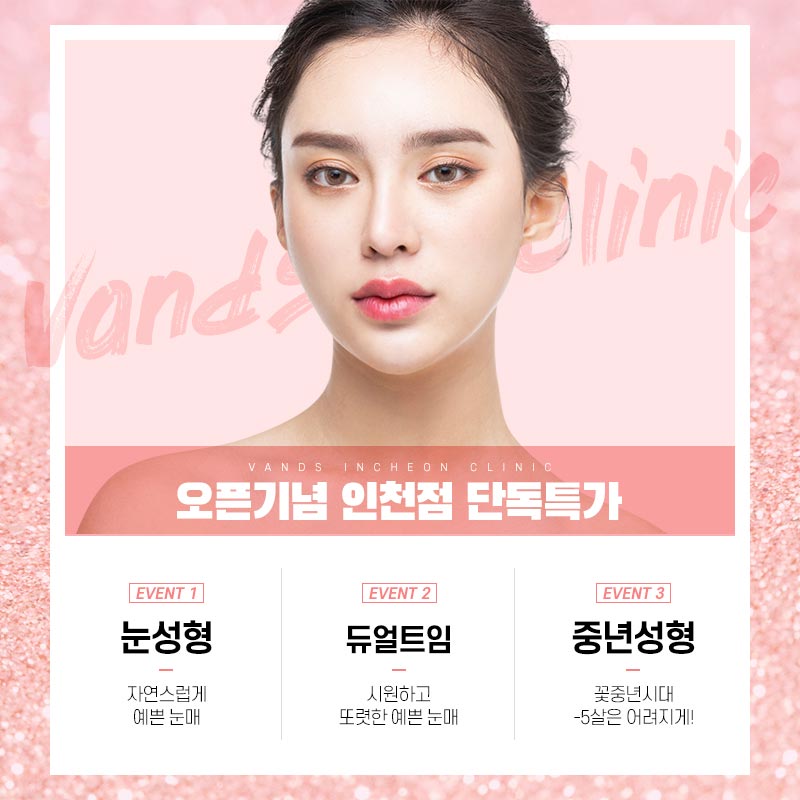 Vands Clinic
VANDS INCHEON CLINIC
오픈기념 인천점 단독특가
EVENT 1
눈성형
자연스럽게
예쁜 눈매
EVENT 2
듀얼트임
시원하고
또렷한 예쁜 눈매
EVENT 3
중년성형
꽃중년시대
-5살은 어려지게!